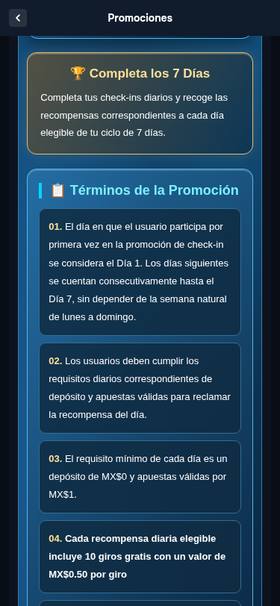 Promociones
🏆 Completa los 7 Días
Completa tus check-ins diarios y recoge las
recompensas correspondientes a cada día
elegible de tu ciclo de 7 días.
📋 Términos de la Promoción
01. El día en que el usuario participa por
primera vez en la promoción de check-in
se considera el Día 1. Los días siguientes
se cuentan consecutivamente hasta el
Día 7, sin depender de la semana natural
de lunes a domingo.
02. Los usuarios deben cumplir los
requisitos diarios correspondientes de
depósito y apuestas válidas para reclamar
la recompensa del día.
03. El requisito mínimo de cada día es un
depósito de MX$0 y apuestas válidas por
MX$1.
04. Cada recompensa diaria elegible
incluye 10 giros gratis con un valor de
MX$0.50 por giro